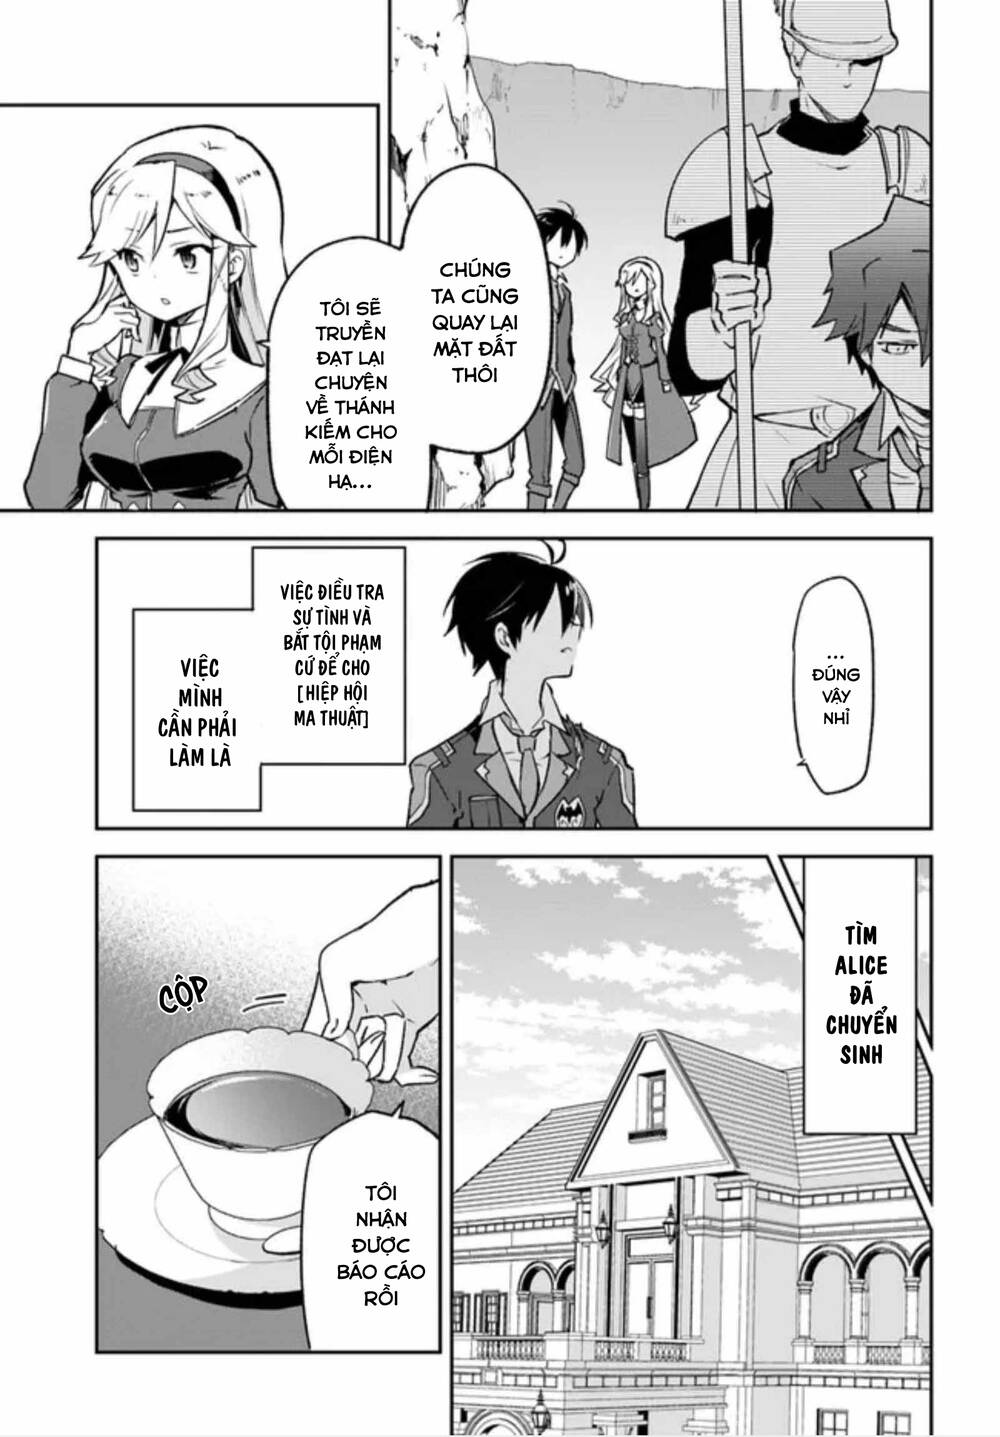 CHÚNG
TA CŨNG
QUAY LẠI
MẶT ĐẤT
THÔI
TÔI SẼ
TRUYỀN
ĐẠT LẠI
CHUYỆN
VỀ THÁNH
KIẾM CHO
MỖI ĐIỆN
HẠ...
...
ĐÚNG
VẬY
NHỈ
VIỆC ĐIỀU TRA
SỰ TÌNH VÀ
BẮT TỘI PHẠM
CỨ ĐỂ CHO
[HIỆP HỘI
MA THUẬT]
VIỆC
MÌNH
CẦN PHẢI
LÀM LÀ
TÌM
ALICE
ĐÃ
CHUYỂN
SINH
CỘP
TÔI
NHẬN
ĐƯỢC
BÁO CÁO
RỒI